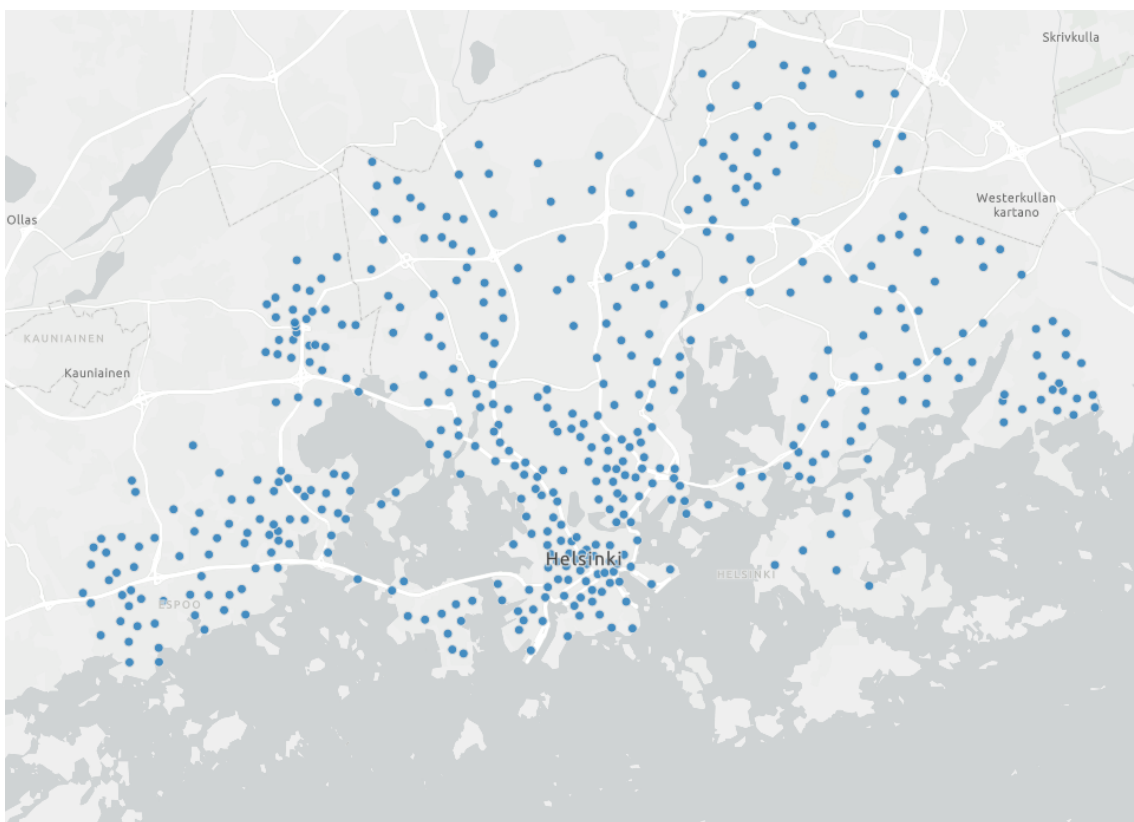 Skrivkulla
Westerkullan
kartano
Ollas
KAUNIAINEN
Kauniainen
Helsinki
HELSINKI
ESPOO